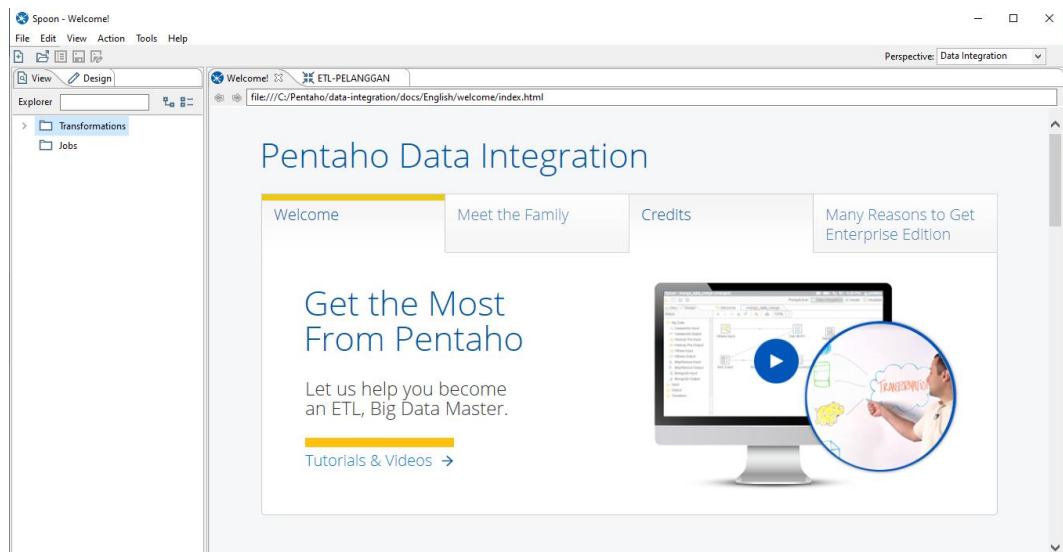 Spoon - Welcome!
File Edit View Action Tools Help
Perspective: Data Integration
View Design
Welcome! ETL-PELANGGAN
Explorer
file:///C:/Pentaho/data-integration/docs/English/welcome/index.html
Transformations
Jobs
Pentaho Data Integration
Welcome
Meet the Family
Credits
Many Reasons to Get
Enterprise Edition
Get the Most
From Pentaho
Let us help you become
an ETL, Big Data Master.
Tutorials & Videos →
TRANSFORMATION